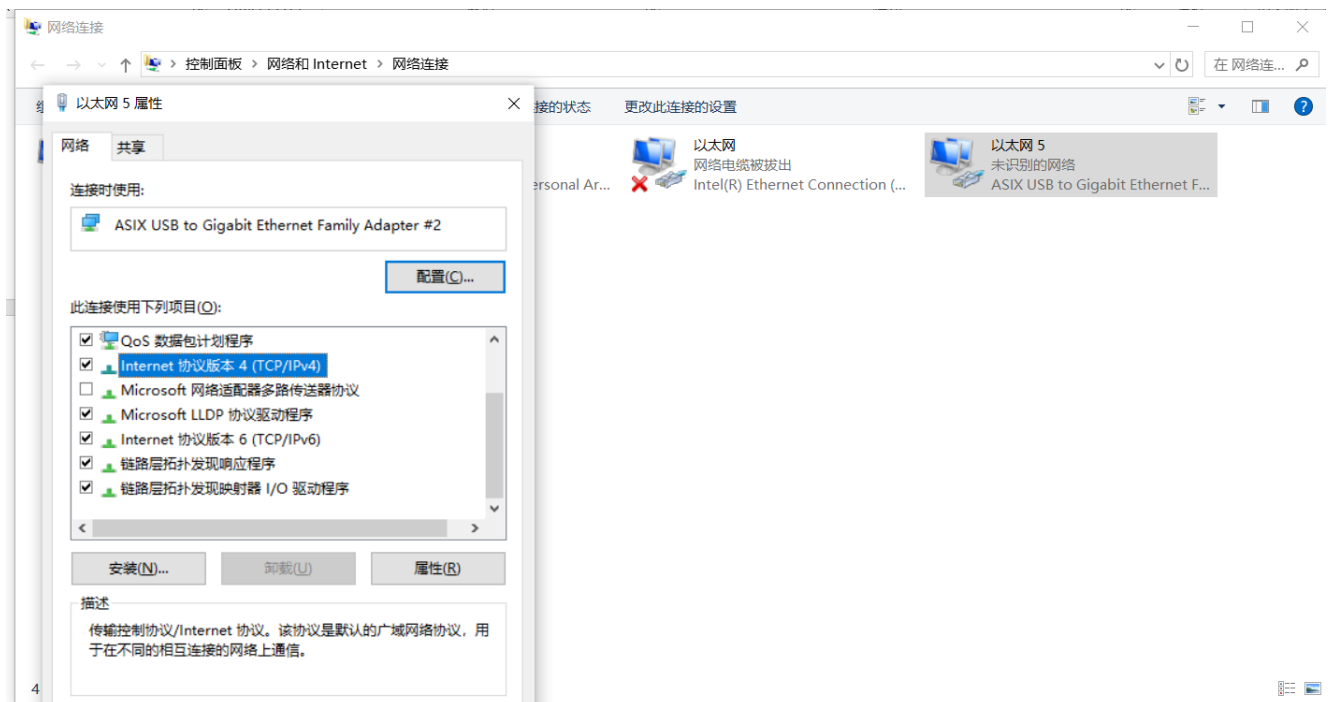 网络连接
控制面板 > 网络和 Internet > 网络连接
在 网络连...
以太网 5 属性
接的状态
更改此连接的设置
网络
共享
连接时使用:
ASIX USB to Gigabit Ethernet Family Adapter #2
配置(C)...
此连接使用下列项目(O):
QoS 数据包计划程序
Internet 协议版本 4 (TCP/IPv4)
Microsoft 网络适配器多路传送器协议
Microsoft LLDP 协议驱动程序
Internet 协议版本 6 (TCP/IPv6)
链路层拓扑发现响应程序
链路层拓扑发现映射器 I/O 驱动程序
安装(N)...
卸载(U)
属性(R)
描述
传输控制协议/Internet 协议。该协议是默认的广域网络协议，用
于在不同的相互连接的网络上通信。
ersonal Ar...
以太网
网络电缆被拔出
Intel(R) Ethernet Connection (...
以太网 5
未识别的网络
ASIX USB to Gigabit Ethernet F...
4